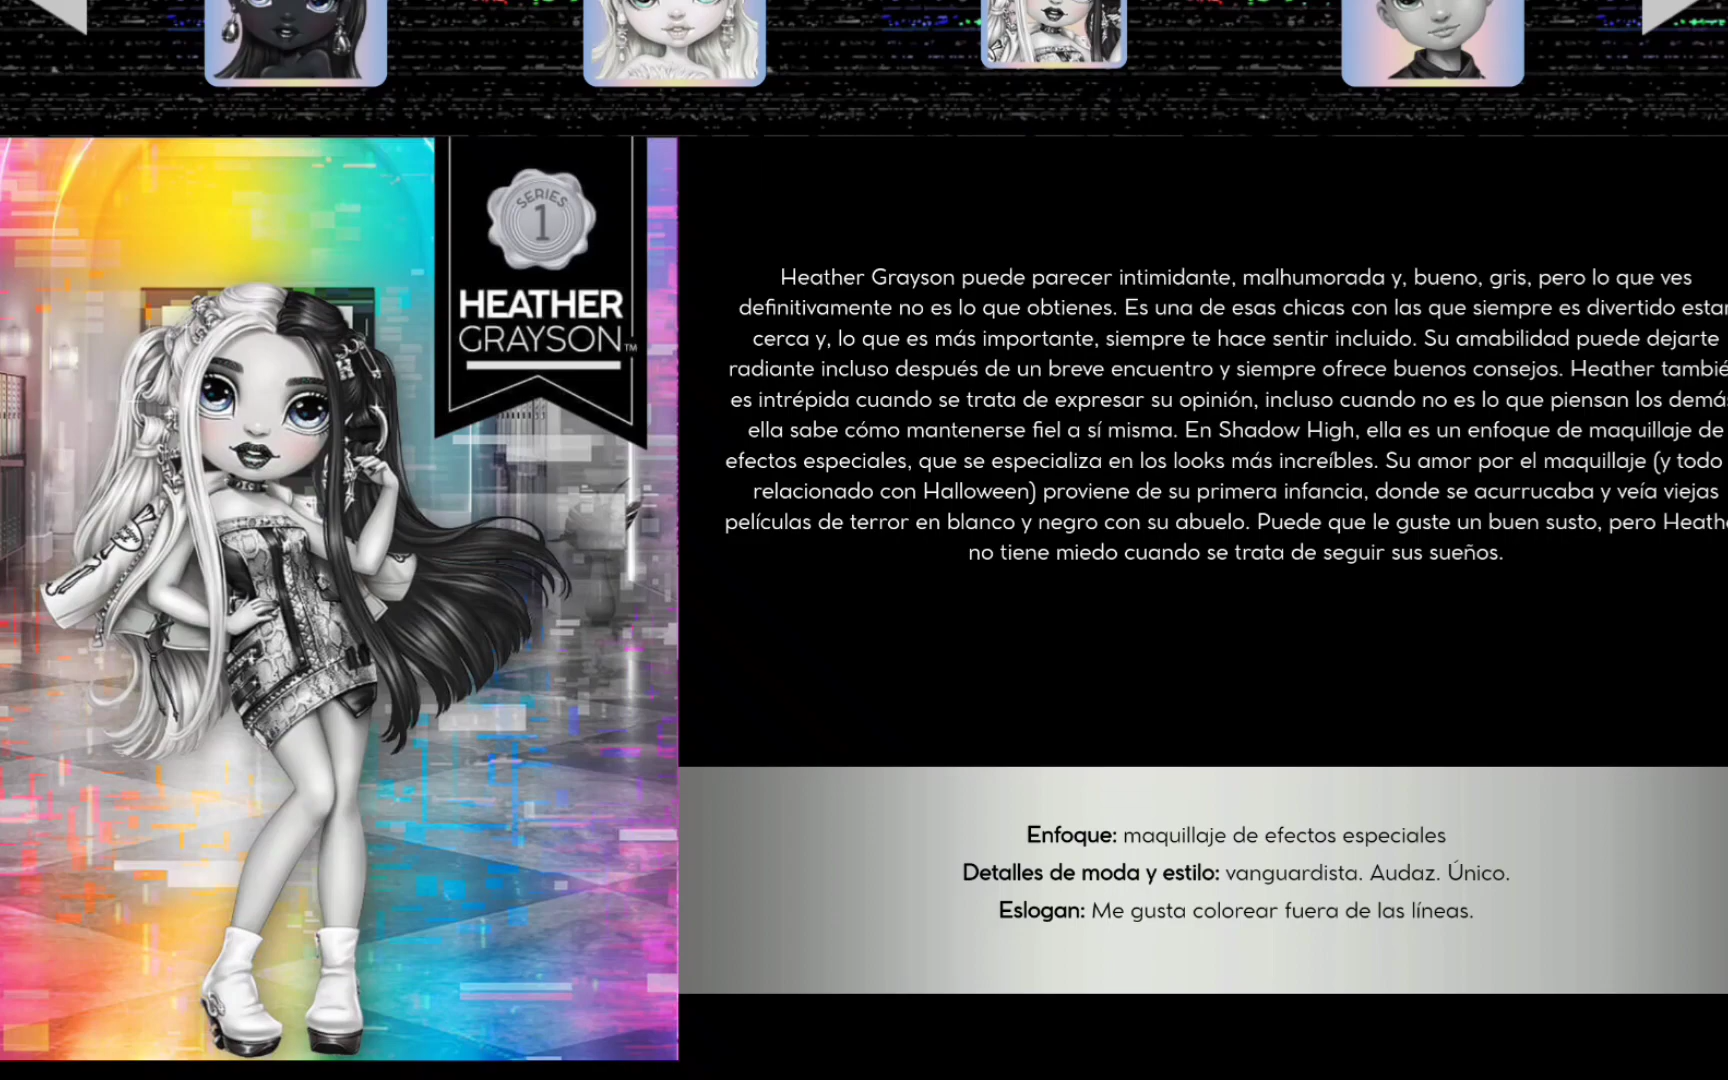 SERIES
1
HEATHER
GRAYSON™
Heather Grayson puede parecer intimidante, malhumorada y, bueno, gris, pero lo que ves
definitivamente no es lo que obtienes. Es una de esas chicas con las que siempre es divertido estar
cerca y, lo que es más importante, siempre te hace sentir incluido. Su amabilidad puede dejarte
radiante incluso después de un breve encuentro y siempre ofrece buenos consejos. Heather tambié
es intrépida cuando se trata de expresar su opinión, incluso cuando no es lo que piensan los demás
ella sabe cómo mantenerse fiel a sí misma. En Shadow High, ella es un enfoque de maquillaje de
efectos especiales, que se especializa en los looks más increíbles. Su amor por el maquillaje (y todo
relacionado con Halloween) proviene de su primera infancia, donde se acurrucaba y veía viejas
películas de terror en blanco y negro con su abuelo. Puede que le guste un buen susto, pero Heathe
no tiene miedo cuando se trata de seguir sus sueños.
Enfoque: maquillaje de efectos especiales
Detalles de moda y estilo: vanguardista. Audaz. Único.
Eslogan: Me gusta colorear fuera de las líneas.